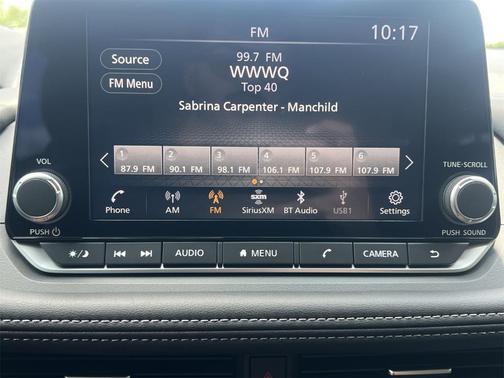 FM
10:17
Source
99.7 FM
WWWQ
FM Menu
Top 40
Sabrina Carpenter - Manchild
VOL
TUNE•SCROLL
1 2 3 4 5 6
87.9 FM 90.1 FM 98.1 FM 106.1 FM 107.9 FM 107.9 FM
sxm
Phone AM FM SiriusXM BT Audio USB1 Settings
PUSH
PUSH SOUND
AUDIO MENU CAMERA